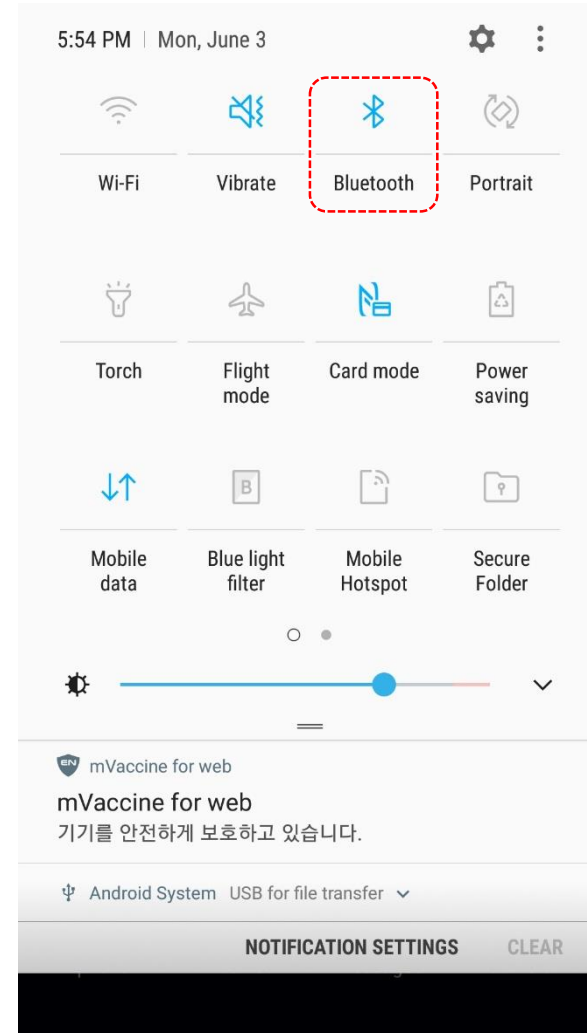 5:54 PM | Mon, June 3
Wi-Fi Vibrate Bluetooth Portrait
Torch Flight mode Card mode Power saving
B
Mobile data Blue light filter Mobile Hotspot Secure Folder
EN mVaccine for web
mVaccine for web
기기를 안전하게 보호하고 있습니다.
Android System USB for file transfer
NOTIFICATION SETTINGS CLEAR